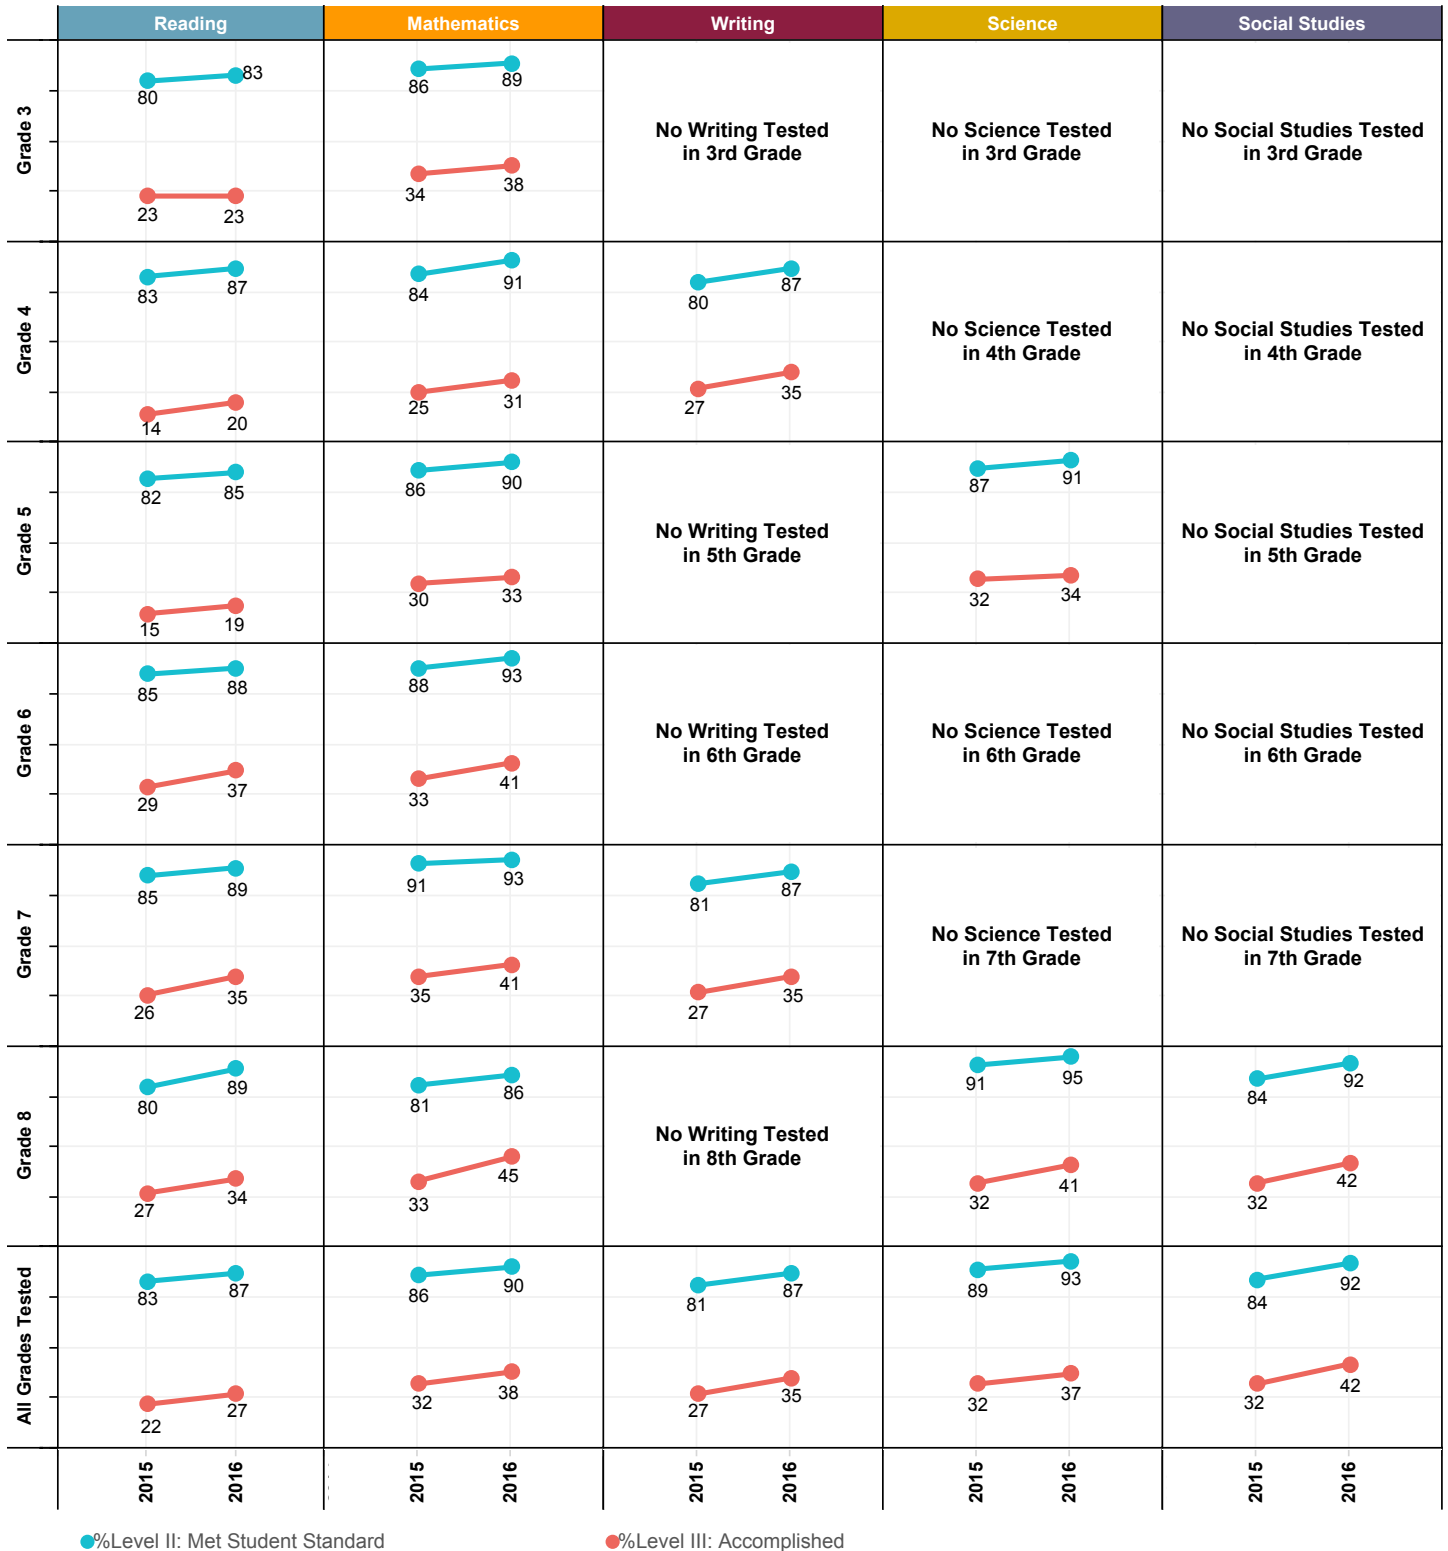 Reading Mathematics Writing Science Social Studies
Grade 3
80 83
23 23
86 89
34 38
No Writing Tested
in 3rd Grade
No Science Tested
in 3rd Grade
No Social Studies Tested
in 3rd Grade
Grade 4
83 87
14 20
84 91
25 31
80 87
27 35
No Science Tested
in 4th Grade
No Social Studies Tested
in 4th Grade
Grade 5
82 85
15 19
86 90
30 33
No Writing Tested
in 5th Grade
87 91
32 34
No Social Studies Tested
in 5th Grade
Grade 6
85 88
29 37
88 93
33 41
No Writing Tested
in 6th Grade
No Science Tested
in 6th Grade
No Social Studies Tested
in 6th Grade
Grade 7
85 89
26 35
91 93
35 41
81 87
27 35
No Science Tested
in 7th Grade
No Social Studies Tested
in 7th Grade
Grade 8
80 89
27 34
81 86
33 45
No Writing Tested
in 8th Grade
91 95
32 41
84 92
32 42
All Grades Tested
83 87
22 27
86 90
32 38
81 87
27 35
89 93
32 37
84 92
32 42
2015 2016 2015 2016 2015 2016 2015 2016 2015 2016
%Level II: Met Student Standard
%Level III: Accomplished